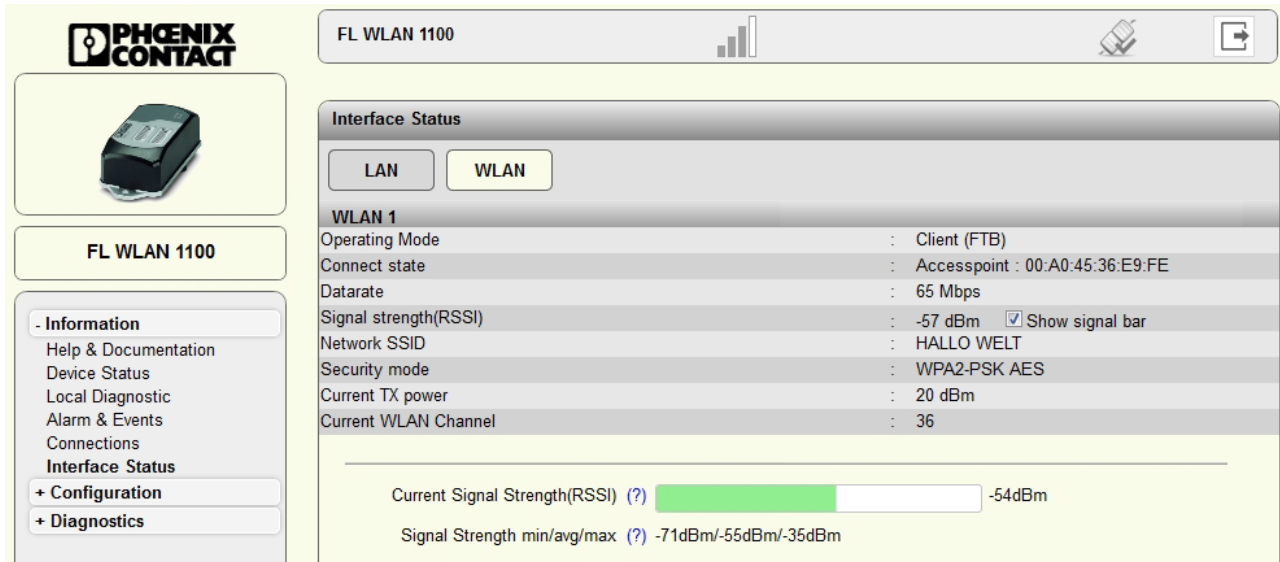 PHŒNIX
CONTACT
FL WLAN 1100
FL WLAN 1100
- Information
Help & Documentation
Device Status
Local Diagnostic
Alarm & Events
Connections
Interface Status
+ Configuration
+ Diagnostics
Interface Status
LAN WLAN
WLAN 1
Operating Mode : Client (FTB)
Connect state : Accesspoint : 00:A0:45:36:E9:FE
Datarate : 65 Mbps
Signal strength(RSSI) : -57 dBm Show signal bar
Network SSID : HALLO WELT
Security mode : WPA2-PSK AES
Current TX power : 20 dBm
Current WLAN Channel : 36
Current Signal Strength(RSSI) (?) -54dBm
Signal Strength min/avg/max (?) -71dBm/-55dBm/-35dBm